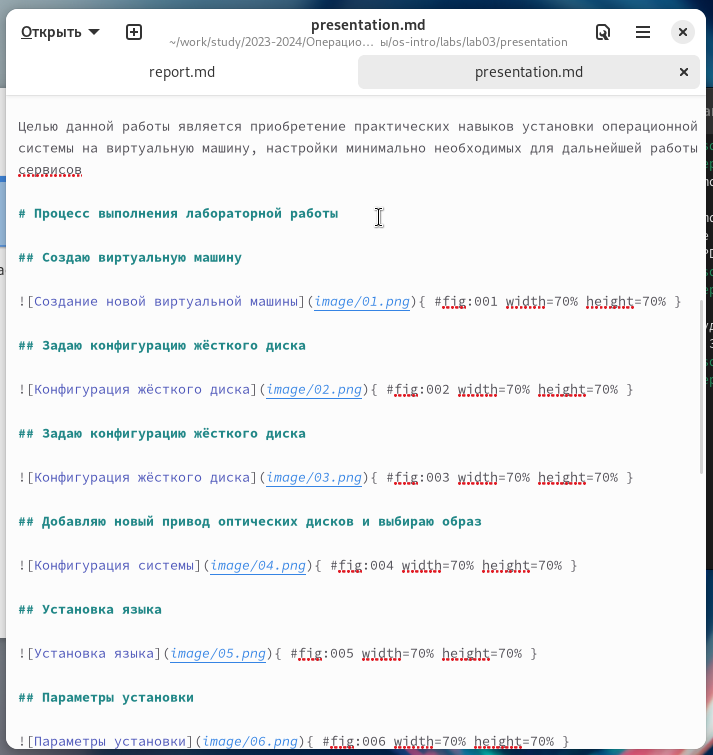 Открыть
presentation.md
~/work/study/2023-2024/Операцио… ы/os-intro/labs/lab03/presentation
report.md
presentation.md
Целью данной работы является приобретение практических навыков установки операционной
системы на виртуальную машину, настройки минимально необходимых для дальнейшей работы
сервисов
# Процесс выполнения лабораторной работы
## Создаю виртуальную машину
![Создание новой виртуальной машины](image/01.png){ #fig:001 width=70% height=70% }
## Задаю конфигурацию жёсткого диска
![Конфигурация жёсткого диска](image/02.png){ #fig:002 width=70% height=70% }
## Задаю конфигурацию жёсткого диска
![Конфигурация жёсткого диска](image/03.png){ #fig:003 width=70% height=70% }
## Добавляю новый привод оптических дисков и выбираю образ
![Конфигурация системы](image/04.png){ #fig:004 width=70% height=70% }
## Установка языка
![Установка языка](image/05.png){ #fig:005 width=70% height=70% }
## Параметры установки
![Параметры установки](image/06.png){ #fig:006 width=70% height=70% }